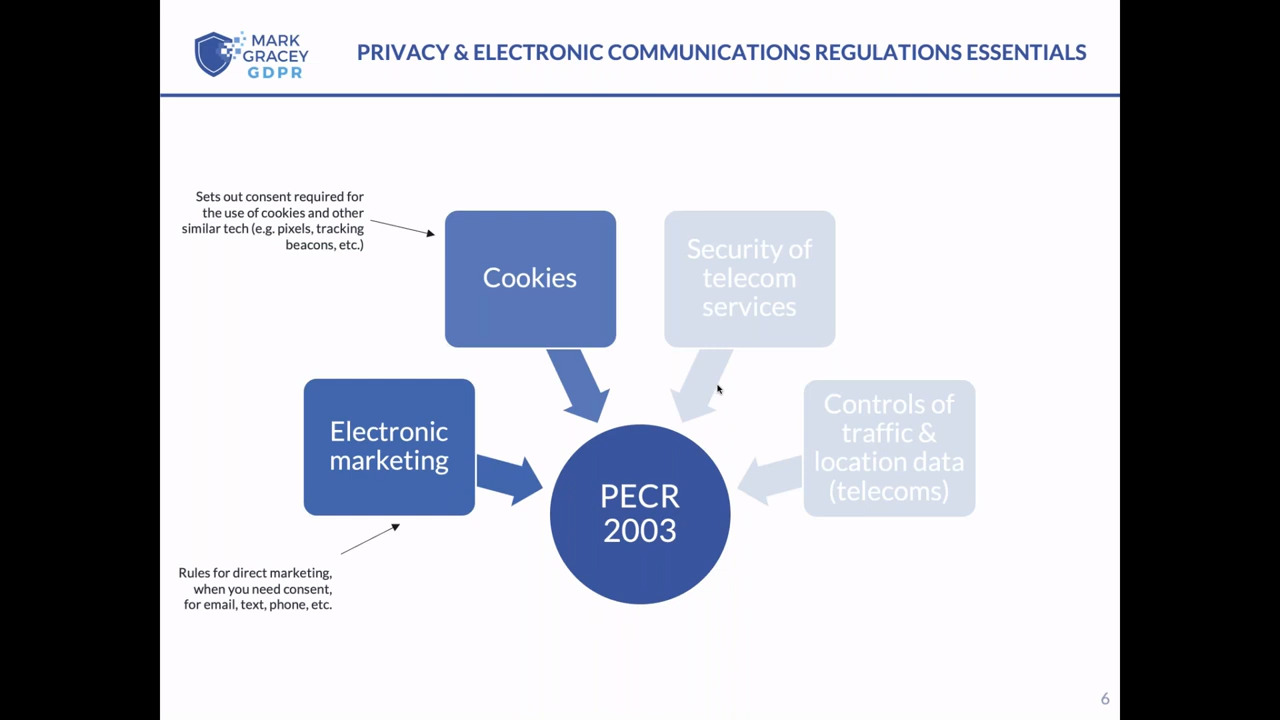 MARK
GRACEY
GDPR
PRIVACY & ELECTRONIC COMMUNICATIONS REGULATIONS ESSENTIALS
Sets out consent required for
the use of cookies and other
similar tech (e.g. pixels, tracking
beacons, etc.)
Cookies
Security of
telecom
services
Electronic
marketing
Controls of
traffic &
location data
(telecoms)
PECR
2003
Rules for direct marketing,
when you need consent,
for email, text, phone, etc.
6